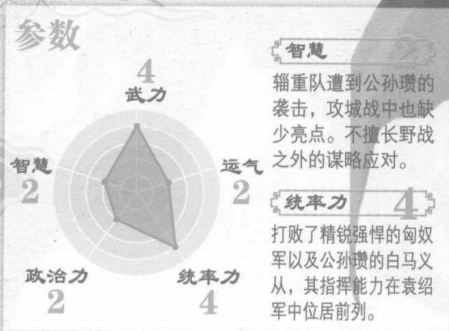 参数
4
武力
智慧
2
运气
2
政治力
2
统率力
4
智慧 2
辎重队遭到公孙瓒的
袭击，攻城战中也缺
少亮点。不擅长野战
之外的谋略应对。
统率力 4
打败了精锐强悍的匈奴
军以及公孙瓒的白马义
从，其指挥能力在袁绍
军中位居前列。